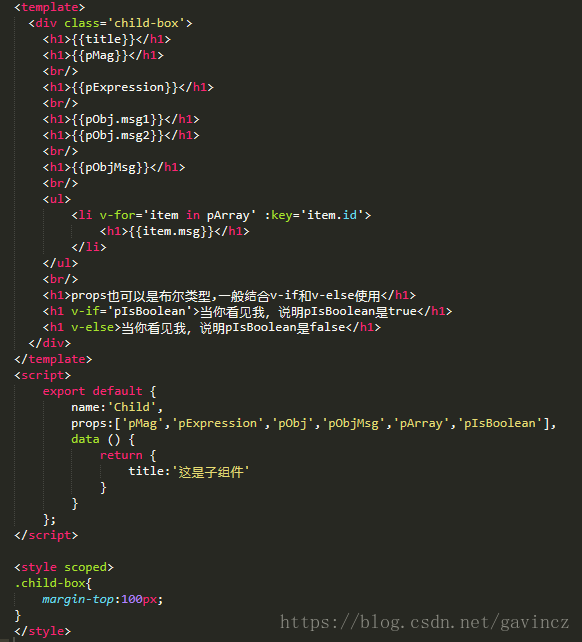 <template>
<div class='child-box'>
<h1>{{title}}</h1>
<h1>{{pMag}}</h1>
<br/>
<h1>{{pExpression}}</h1>
<br/>
<h1>{{pObj.msg1}}</h1>
<h1>{{pObj.msg2}}</h1>
<br/>
<h1>{{pObjMsg}}</h1>
<br/>
<ul>
<li v-for='item in pArray' :key='item.id'>
<h1>{{item.msg}}</h1>
</li>
</ul>
<br/>
<h1>props也可以是布尔类型,一般结合v-if和v-else使用</h1>
<h1 v-if='pIsBoolean'>当你看见我，说明pIsBoolean是true</h1>
<h1 v-else>当你看见我，说明pIsBoolean是false</h1>
</div>
</template>
<script>
export default {
name:'Child',
props:['pMag','pExpression','pObj','pObjMsg','pArray','pIsBoolean'],
data () {
return {
title:'这是子组件'
}
}
};
</script>
<style scoped>
.child-box{
margin-top:100px;
}
</style>
https://blog.csdn.net/gavincz